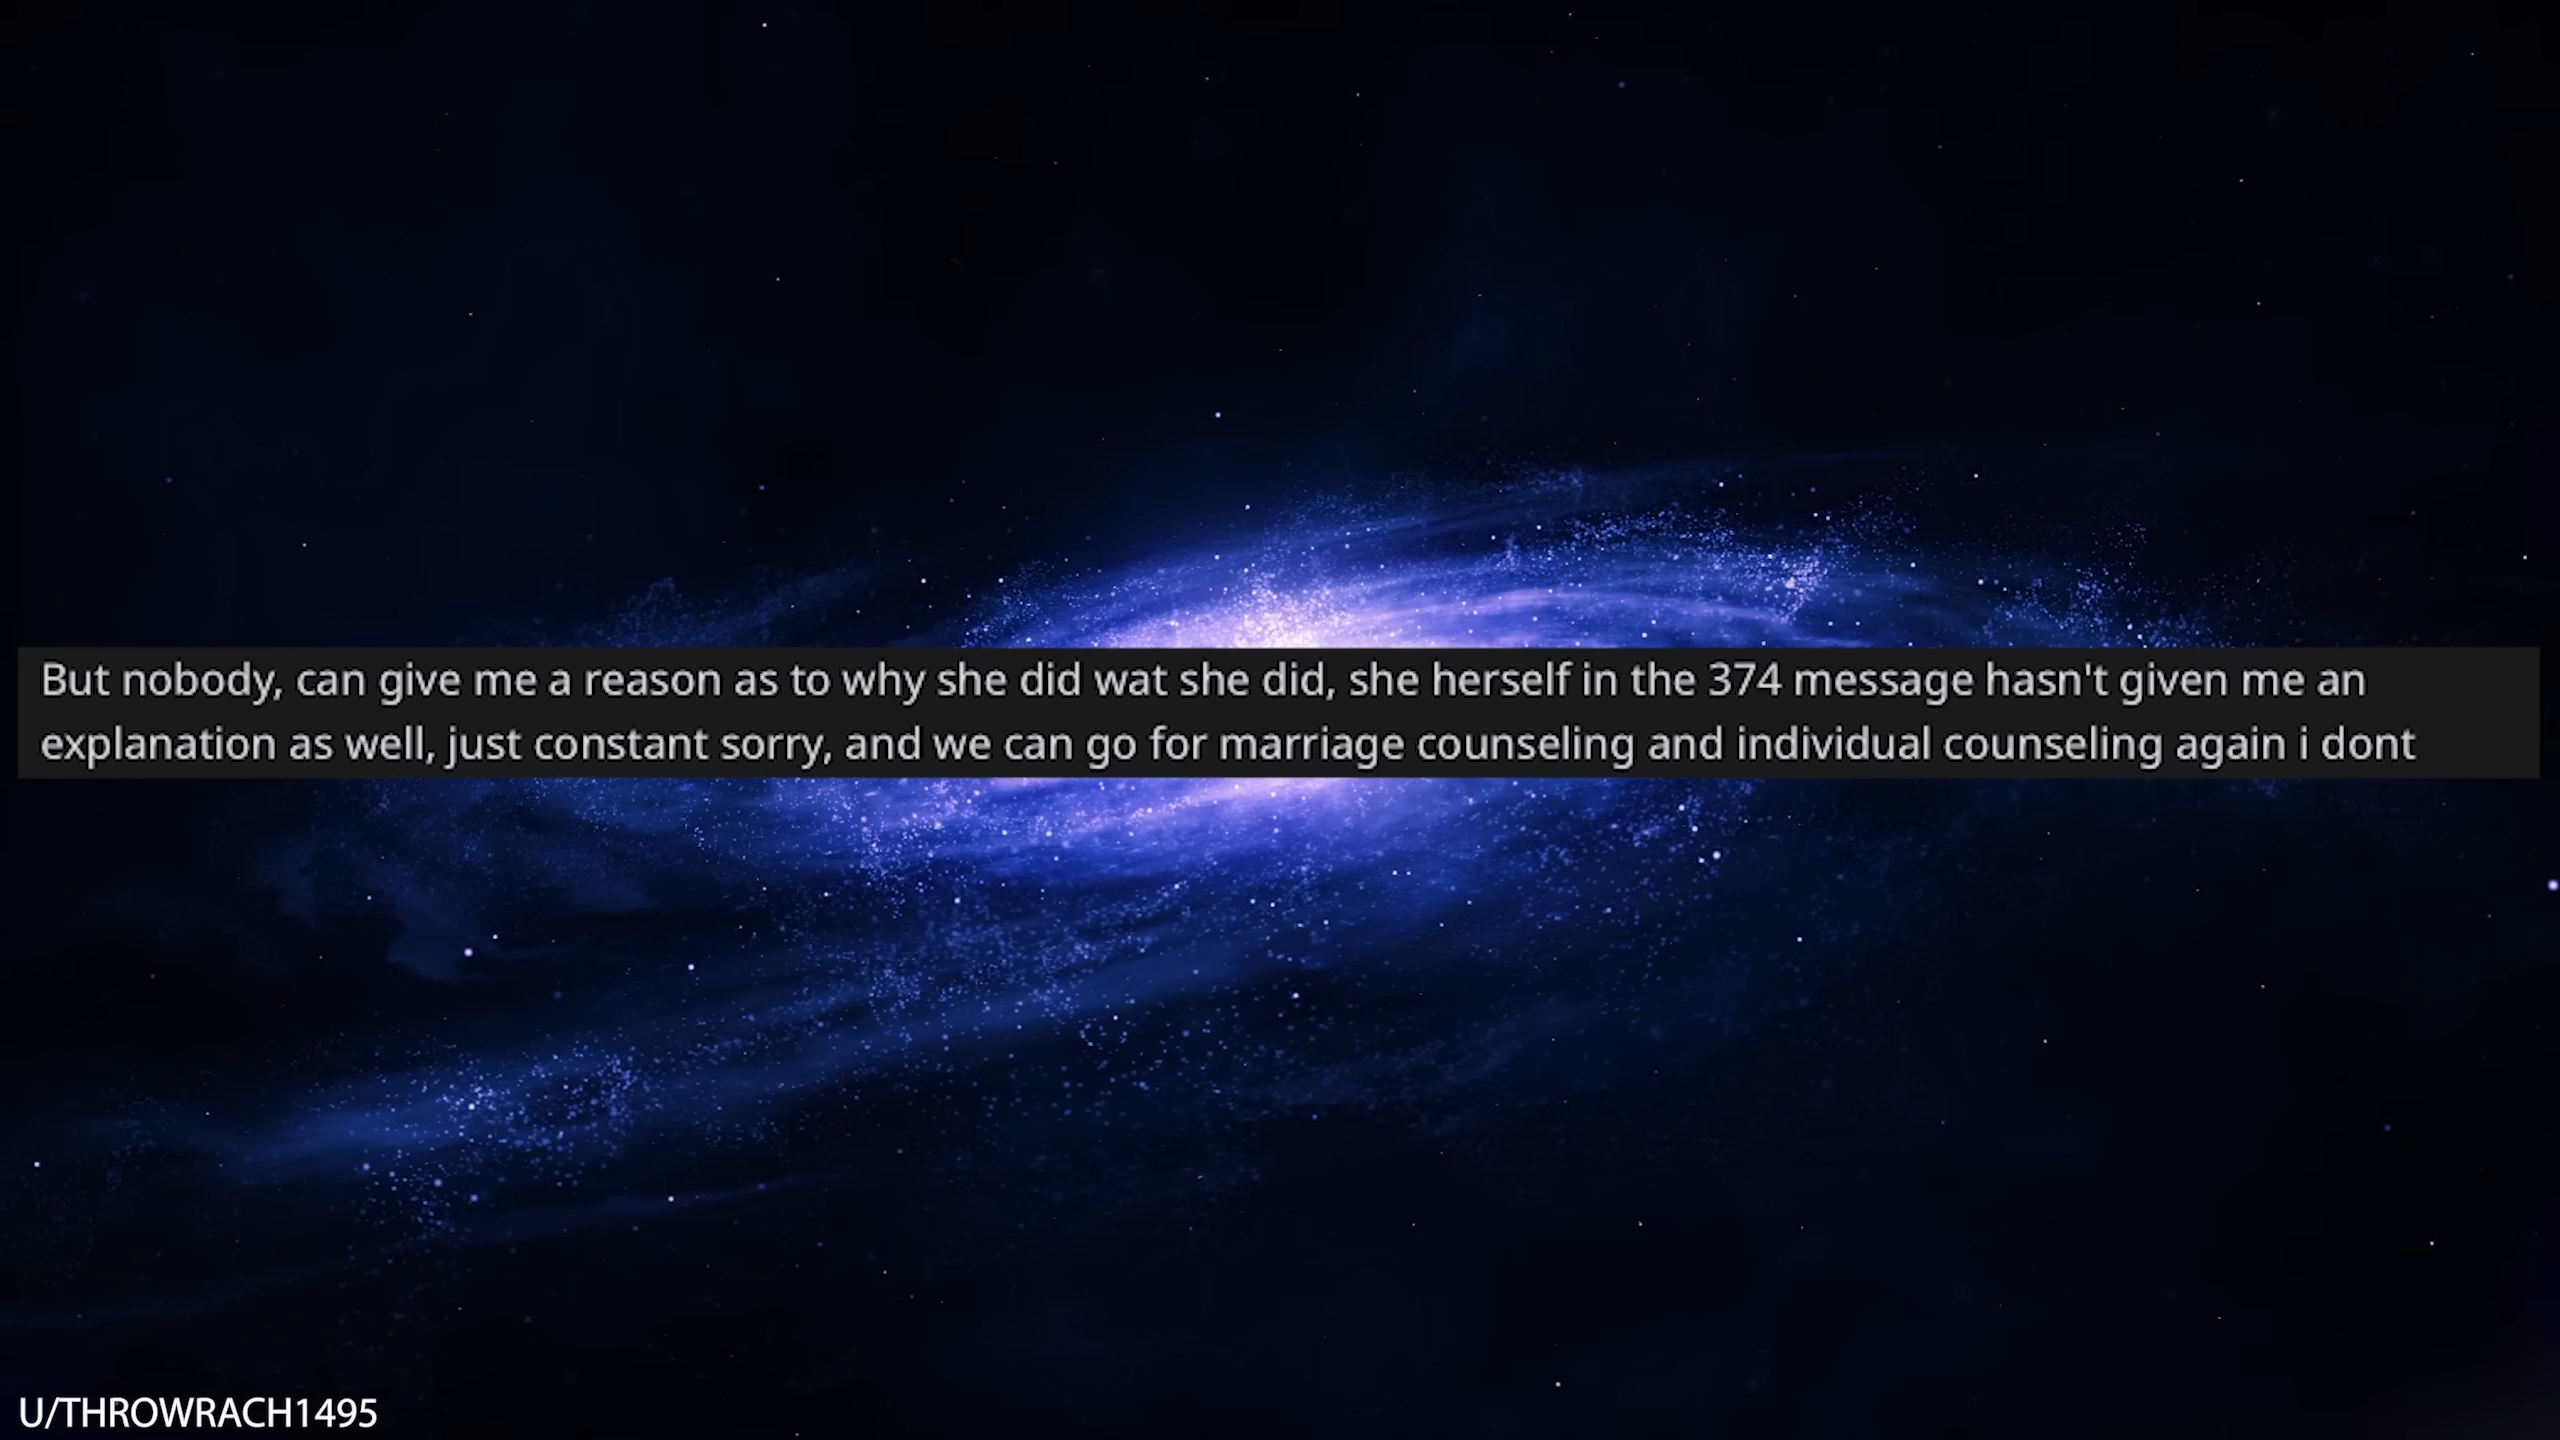 But nobody, can give me a reason as to why she did wat she did, she herself in the 374 message hasn't given me an
explanation as well, just constant sorry, and we can go for marriage counseling and individual counseling again i dont
U/THROWRACH1495